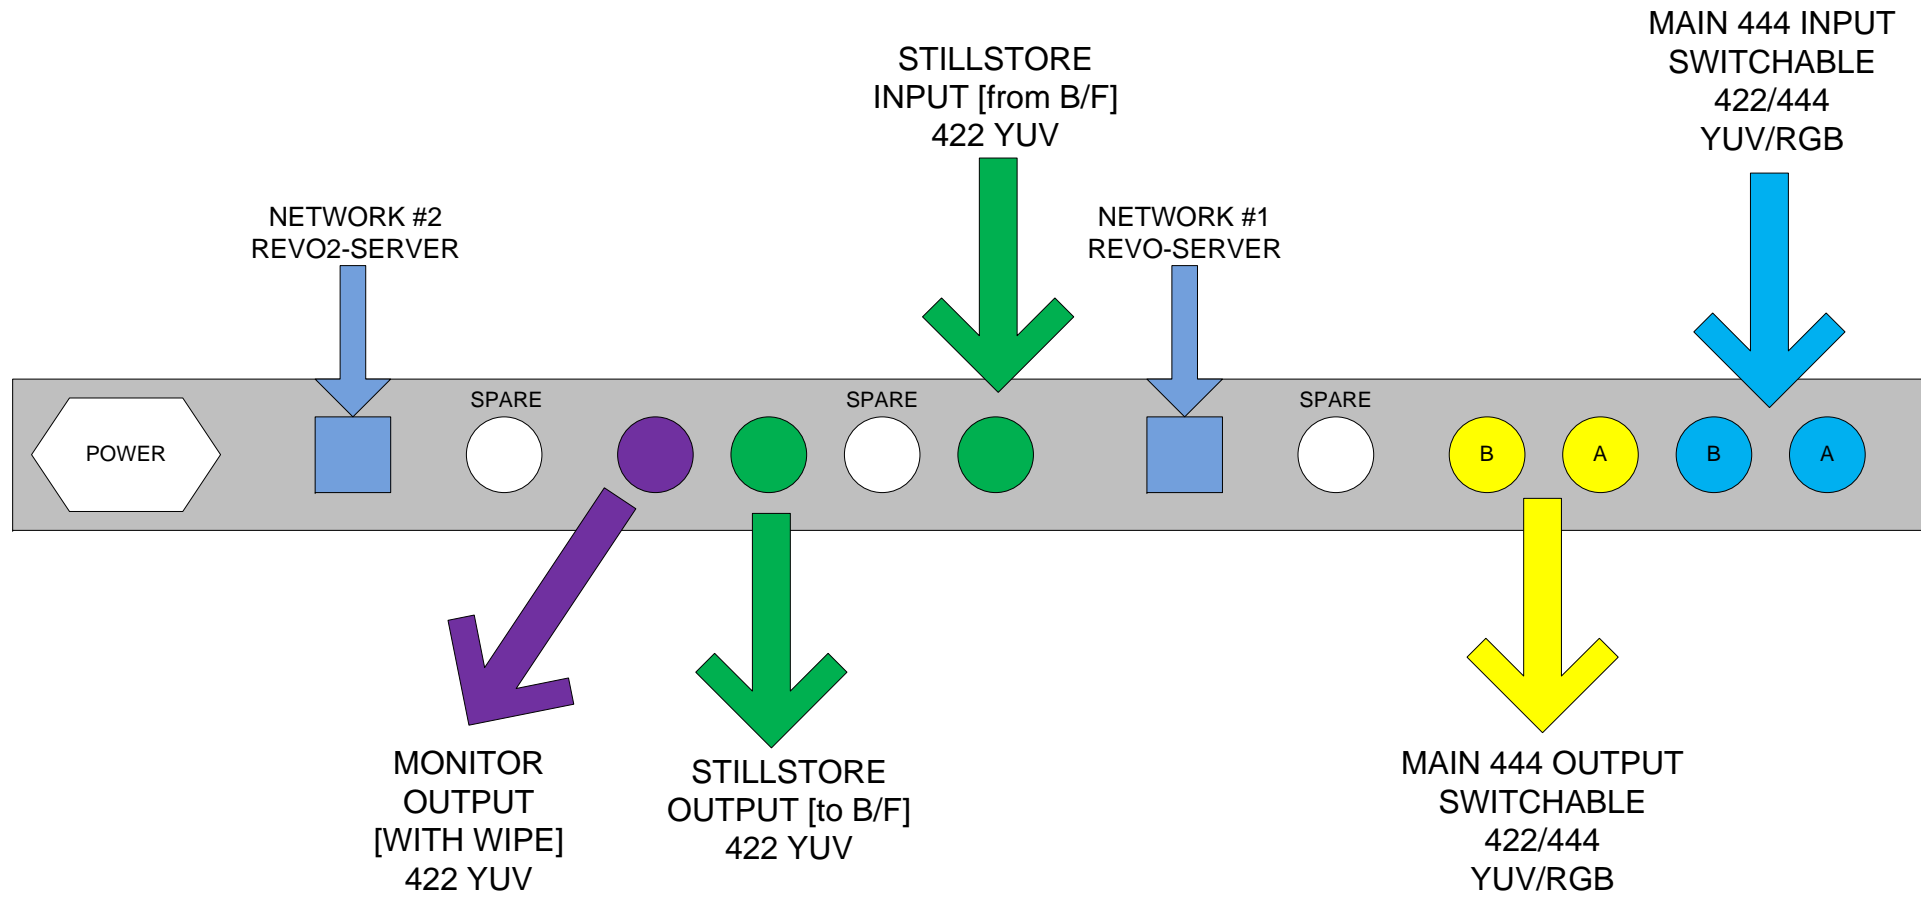 MAIN 444 INPUT
SWITCHABLE
422/444
YUV/RGB
STILLSTORE
INPUT [from B/F]
422 YUV
NETWORK #2
REVO2-SERVER
NETWORK #1
REVO-SERVER
SPARE
SPARE
SPARE
POWER
B
A
B
A
MONITOR
OUTPUT
[WITH WIPE]
422 YUV
STILLSTORE
OUTPUT [to B/F]
422 YUV
MAIN 444 OUTPUT
SWITCHABLE
422/444
YUV/RGB